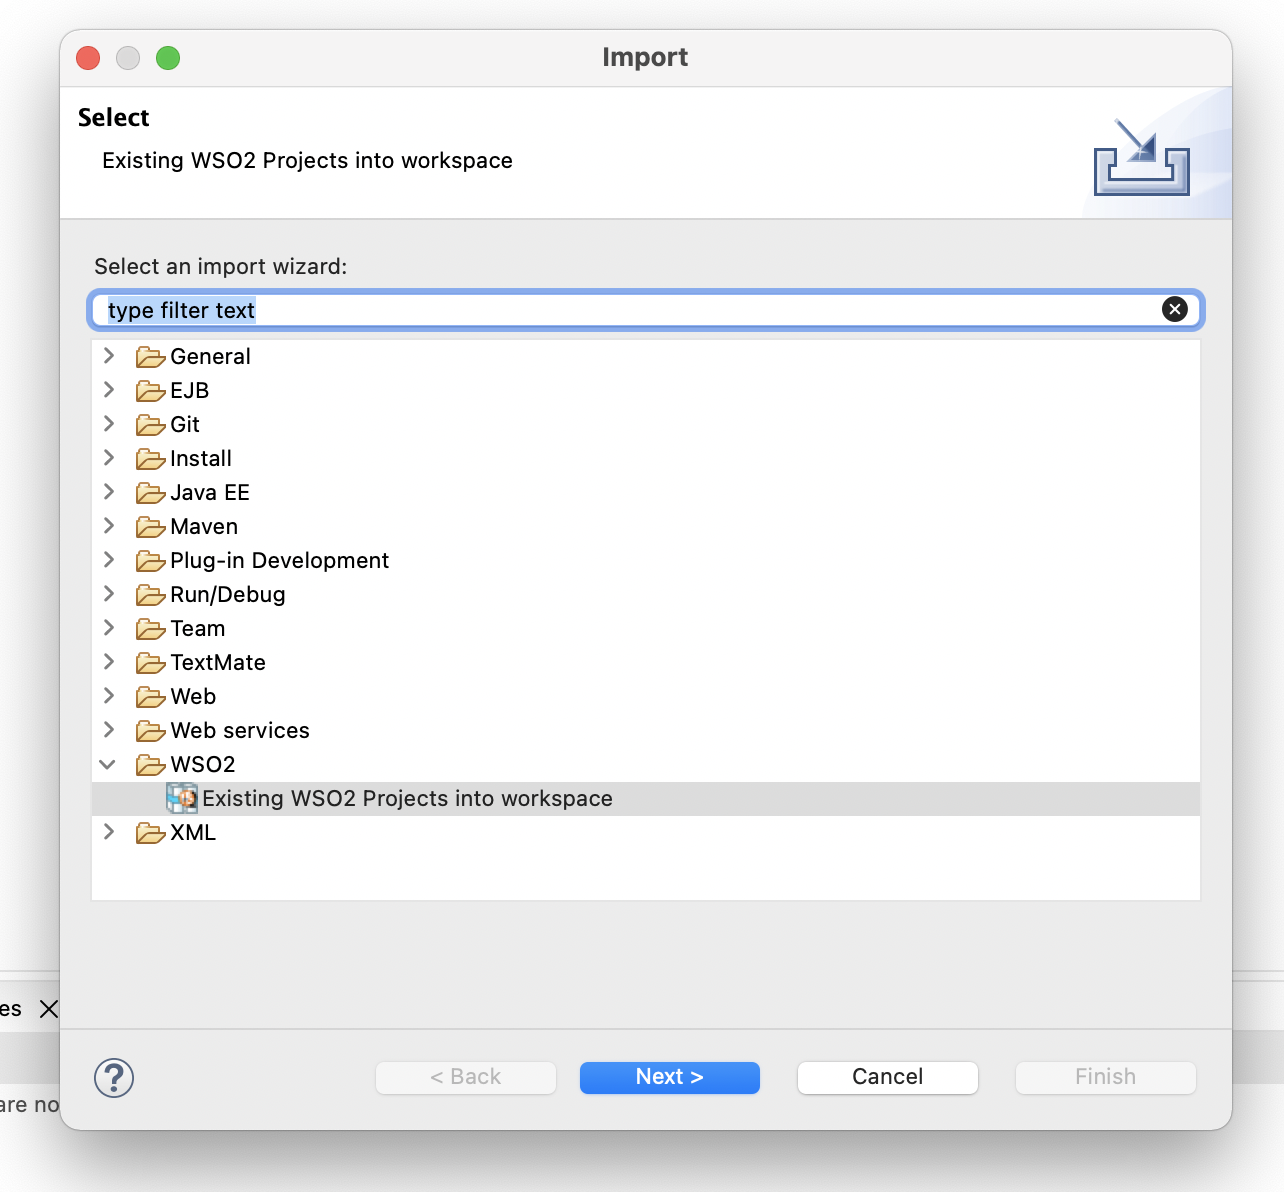 Import
Select
Existing WSO2 Projects into workspace
Select an import wizard:
type filter text
General
EJB
Git
Install
Java EE
Maven
Plug-in Development
Run/Debug
Team
TextMate
Web
Web services
WSO2
Existing WSO2 Projects into workspace
XML
es
are no
?
< Back
Next >
Cancel
Finish